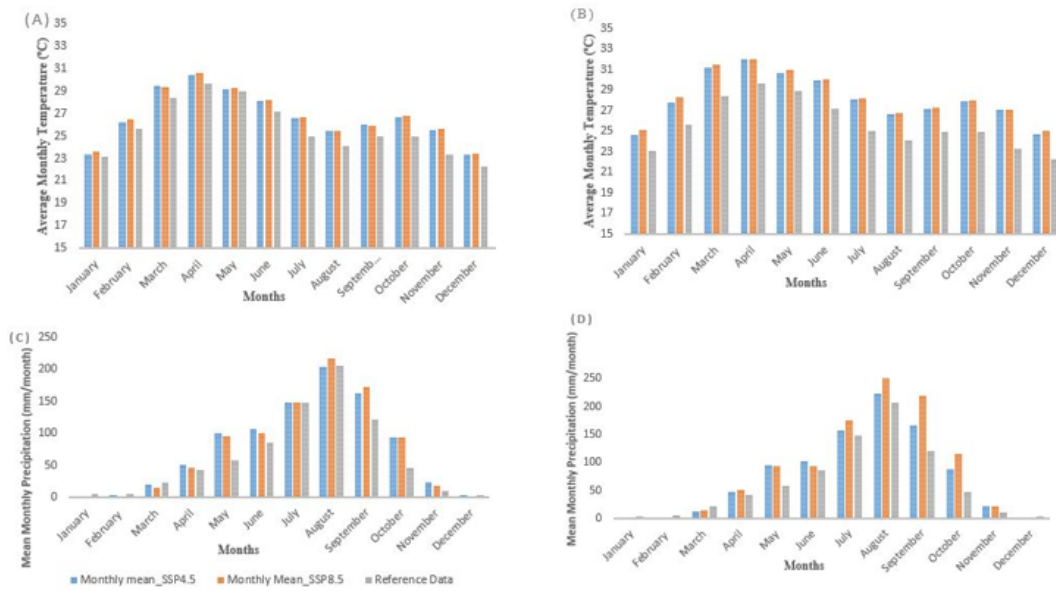 (A)
Average Monthly Temperature (°C)
35
33
31
29
27
25
23
21
19
17
15
January
February
March
April
May
June
July
August
Septemb...
October
November
December
Months
(B)
Average Monthly Temperature (°C)
35
33
31
29
27
25
23
21
19
17
15
January
February
March
April
May
June
July
August
September
October
November
December
Months
(C)
Mean Monthly Precipitation (mm/month)
250
200
150
100
50
0
January
February
March
April
May
June
July
August
September
October
November
December
Months
(D)
Mean Monthly Precipitation (mm/month)
250
200
150
100
50
0
January
February
March
April
May
June
July
August
September
October
November
December
Months
Monthly mean_SSP4.5
Monthly Mean_SSP8.5
Reference Data